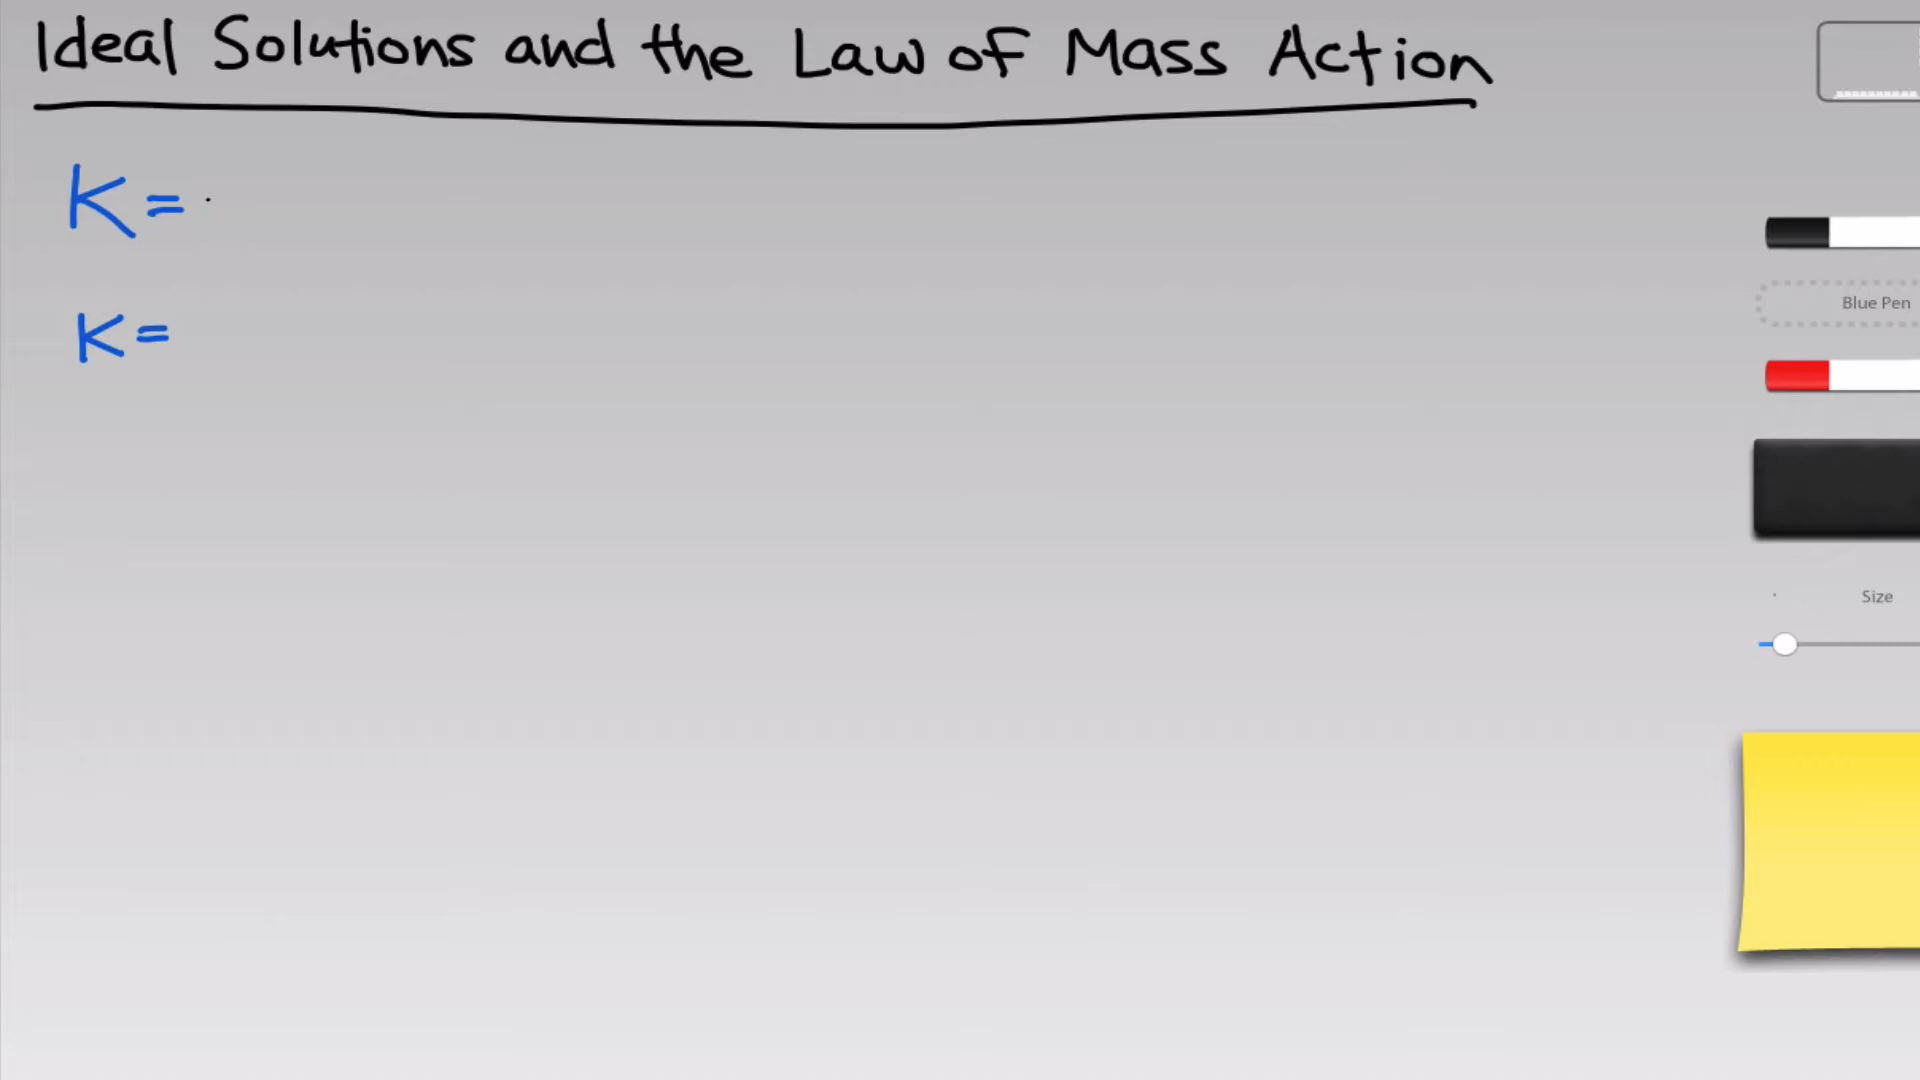 Ideal Solutions and the Law of Mass Action
K=
k=
Blue Pen
Size